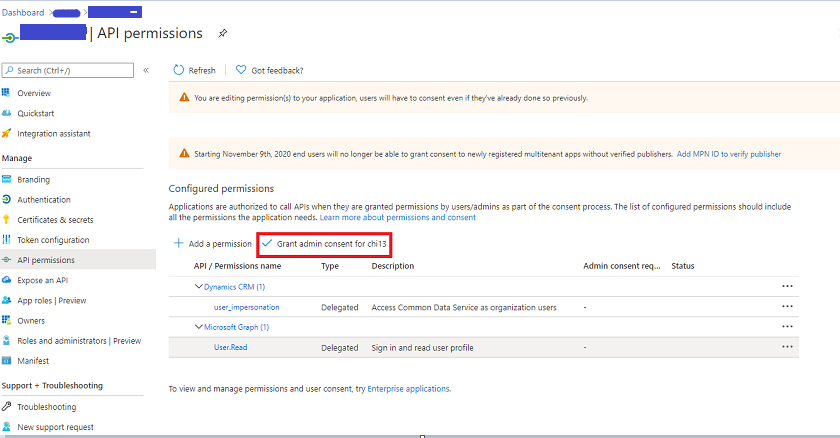 Dashboard
| API permissions
Search (Ctrl+/)
«
Refresh
Got feedback?
Overview
Quickstart
Integration assistant
You are editing permission(s) to your application, users will have to consent even if they've already done so previously.
Manage
Starting November 9th, 2020 end users will no longer be able to grant consent to newly registered multitenant apps without verified publishers. Add MPN ID to verify publisher
Branding
Authentication
Certificates & secrets
Token configuration
API permissions
Expose an API
App roles | Preview
Owners
Roles and administrators | Preview
Manifest
Support + Troubleshooting
Troubleshooting
New support request
Configured permissions
Applications are authorized to call APIs when they are granted permissions by users/admins as part of the consent process. The list of configured permissions should include
all the permissions the application needs. Learn more about permissions and consent
+ Add a permission ✓ Grant admin consent for chi13
API / Permissions name Type Description Admin consent req... Status
Dynamics CRM (1) ...
user_impersonation Delegated Access Common Data Service as organization users - ...
Microsoft Graph (1) ...
User.Read Delegated Sign in and read user profile - ...
To view and manage permissions and user consent, try Enterprise applications.